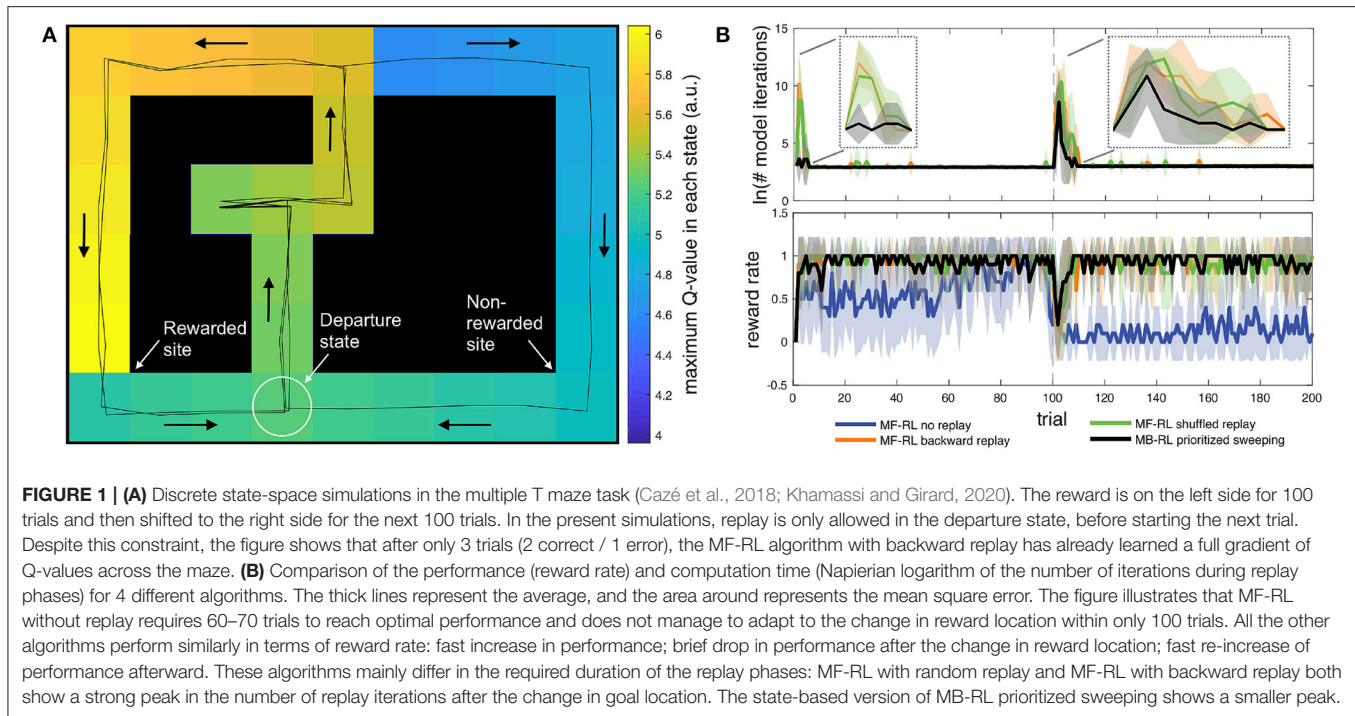 A
6
5.8
5.6
5.4
5.2
5
4.8
4.6
4.4
4.2
4
maximum Q-value in each state (a.u.)
Rewarded
site
Departure
state
Non-
rewarded
site
B
15
10
5
0
ln(# model iterations)
1.5
1
0.5
0
-0.5
reward rate
0 20 40 60 80 100 120 140 160 180 200
trial
MF-RL no replay
MF-RL backward replay
MF-RL shuffled replay
MB-RL prioritized sweeping
FIGURE 1 | (A) Discrete state-space simulations in the multiple T maze task (Cazé et al., 2018; Khamassi and Girard, 2020). The reward is on the left side for 100
trials and then shifted to the right side for the next 100 trials. In the present simulations, replay is only allowed in the departure state, before starting the next trial.
Despite this constraint, the figure shows that after only 3 trials (2 correct / 1 error), the MF-RL algorithm with backward replay has already learned a full gradient of
Q-values across the maze. (B) Comparison of the performance (reward rate) and computation time (Napierian logarithm of the number of iterations during replay
phases) for 4 different algorithms. The thick lines represent the average, and the area around represents the mean square error. The figure illustrates that MF-RL
without replay requires 60–70 trials to reach optimal performance and does not manage to adapt to the change in reward location within only 100 trials. All the other
algorithms perform similarly in terms of reward rate: fast increase in performance; brief drop in performance after the change in reward location; fast re-increase of
performance afterward. These algorithms mainly differ in the required duration of the replay phases: MF-RL with random replay and MF-RL with backward replay both
show a strong peak in the number of replay iterations after the change in goal location. The state-based version of MB-RL prioritized sweeping shows a smaller peak.